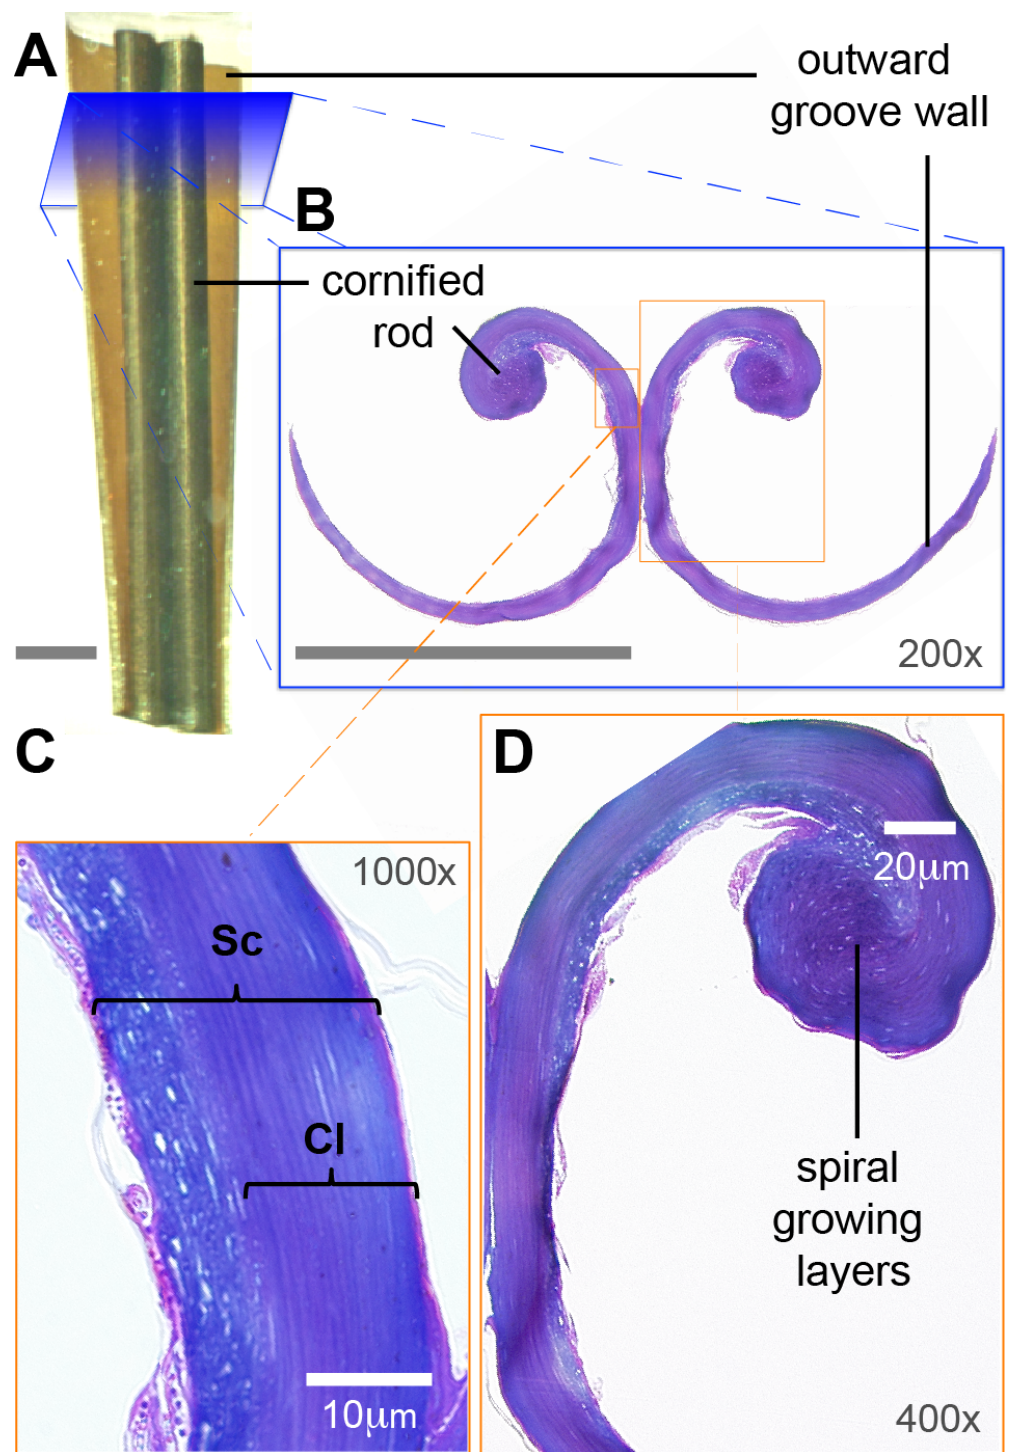 A
outward
groove wall
B
cornified
rod
200x
C
D
1000x
20μm
Sc
Cl
spiral
growing
layers
10μm
400x